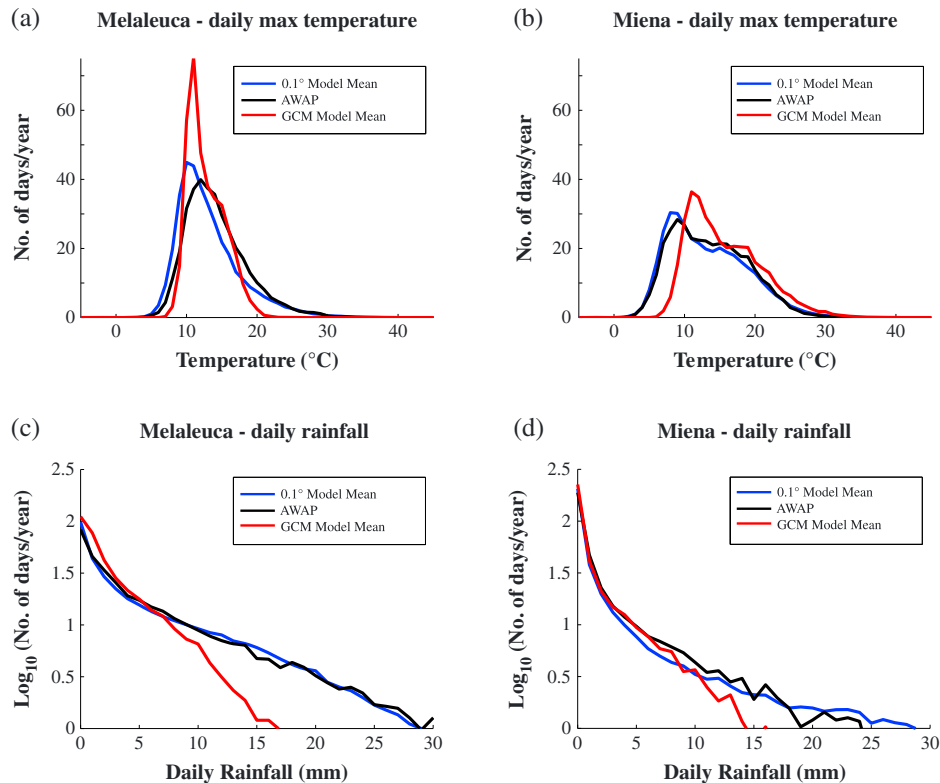 (a)
Melaleuca - daily max temperature
No. of days/year
60
40
20
0
0.1° Model Mean
AWAP
GCM Model Mean
0 10 20 30 40
Temperature (°C)
(b)
Miena - daily max temperature
No. of days/year
60
40
20
0
0.1° Model Mean
AWAP
GCM Model Mean
0 10 20 30 40
Temperature (°C)
(c)
Melaleuca - daily rainfall
Log10 (No. of days/year)
2.5
2
1.5
1
0.5
0
0.1° Model Mean
AWAP
GCM Model Mean
0 5 10 15 20 25 30
Daily Rainfall (mm)
(d)
Miena - daily rainfall
Log10 (No. of days/year)
2.5
2
1.5
1
0.5
0
0.1° Model Mean
AWAP
GCM Model Mean
0 5 10 15 20 25 30
Daily Rainfall (mm)